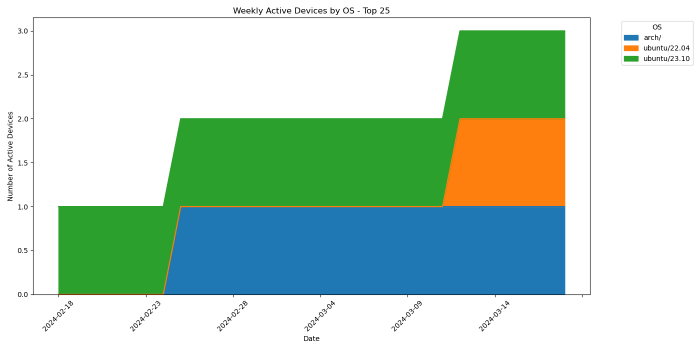 Weekly Active Devices by OS - Top 25
OS
arch/
ubuntu/22.04
ubuntu/23.10
Number of Active Devices
3.0
2.5
2.0
1.5
1.0
0.5
0.0
2024-02-18
2024-02-23
2024-02-28
2024-03-04
2024-03-09
2024-03-14
Date